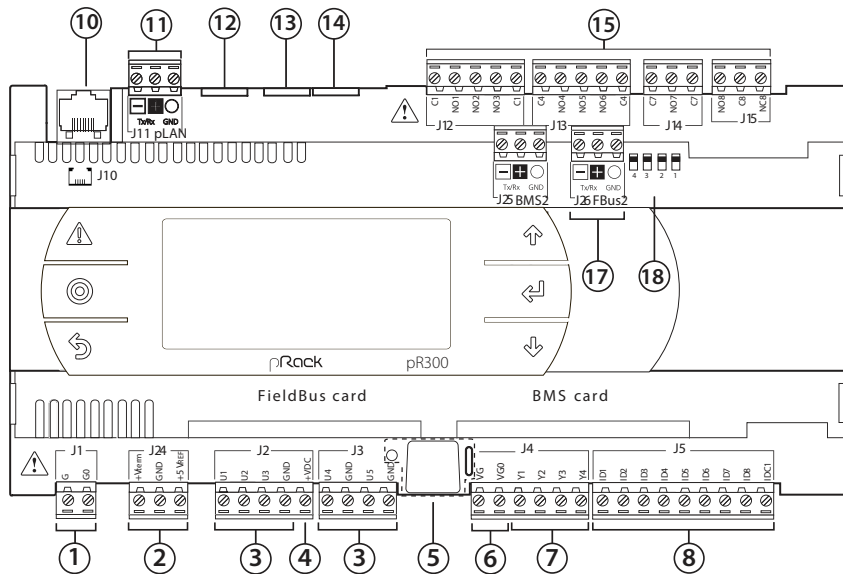 10 11 12 13 14 15
C1 NO1 NO2 NO3 C1 C4 NO4 NO5 NO6 C4 C7 NO7 C7 NO8 C8 NC8
J12 J13 J14 J15
Tx/Rx GND
J11 pLAN
J10
Tx/Rx GND Tx/Rx GND
J25 BMS2 J26 FBus2
4 3 2 1
17 18
pRack pR300
FieldBus card BMS card
J1 J24 J2 J3 J4 J5
G G0 +Vterm GND +5 VREF U1 U2 U3 GND +VDC U4 GND U5 GND VG VG0 Y1 Y2 Y3 Y4 ID1 ID2 ID3 ID4 ID5 ID6 ID7 ID8 IDC1
1 2 3 4 3 5 6 7 8